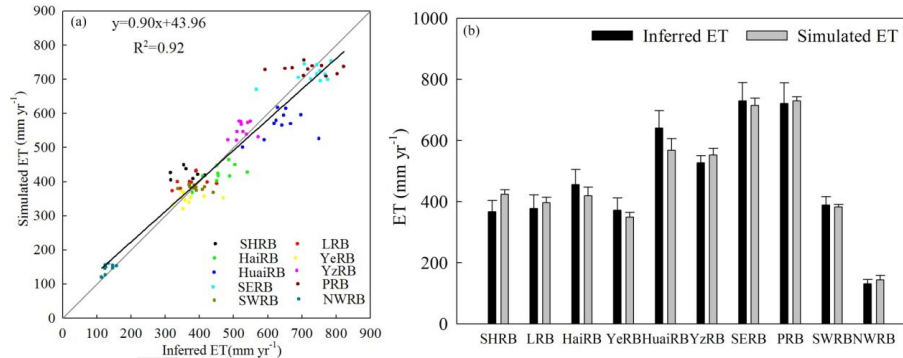 (a)
y=0.90x+43.96
R²=0.92
900
800
700
600
500
400
300
200
100
0
Simulated ET (mm yr⁻¹)
SHRB
LRB
HaiRB
YeRB
HuaiRB
YzRB
SERB
PRB
SWRB
NWRB
0 100 200 300 400 500 600 700 800 900
Inferred ET(mm yr⁻¹)
(b)
Inferred ET
Simulated ET
1000
800
600
400
200
0
ET (mm yr⁻¹)
SHRB LRB HaiRB YeRB HuaiRB YzRB SERB PRB SWRB NWRB